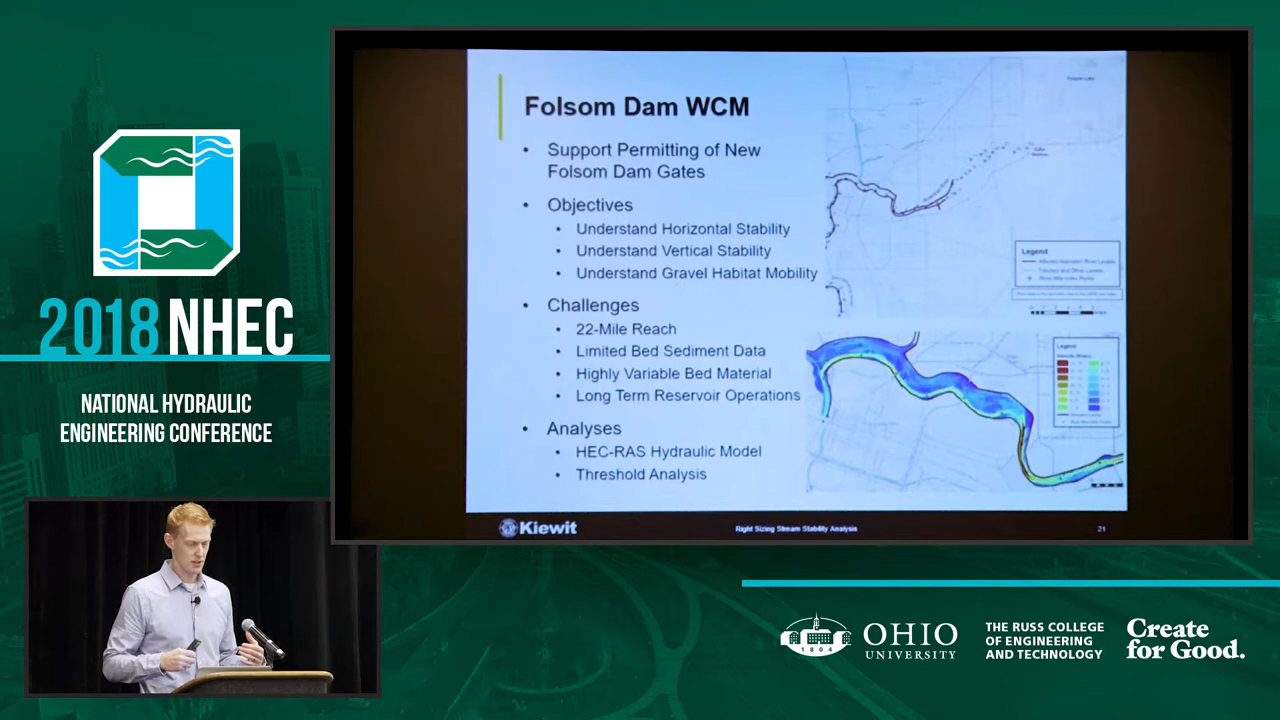 2018 NHEC
NATIONAL HYDRAULIC
ENGINEERING CONFERENCE
Folsom Dam WCM
• Support Permitting of New
Folsom Dam Gates
• Objectives
• Understand Horizontal Stability
• Understand Vertical Stability
• Understand Gravel Habitat Mobility
• Challenges
• 22-Mile Reach
• Limited Bed Sediment Data
• Highly Variable Bed Material
• Long Term Reservoir Operations
• Analyses
• HEC-RAS Hydraulic Model
• Threshold Analysis
Legend
Legend
Kiewit
Right Sizing Stream Stability Analysis
21
1804
OHIO
UNIVERSITY
THE RUSS COLLEGE
OF ENGINEERING
AND TECHNOLOGY
Create
for Good.